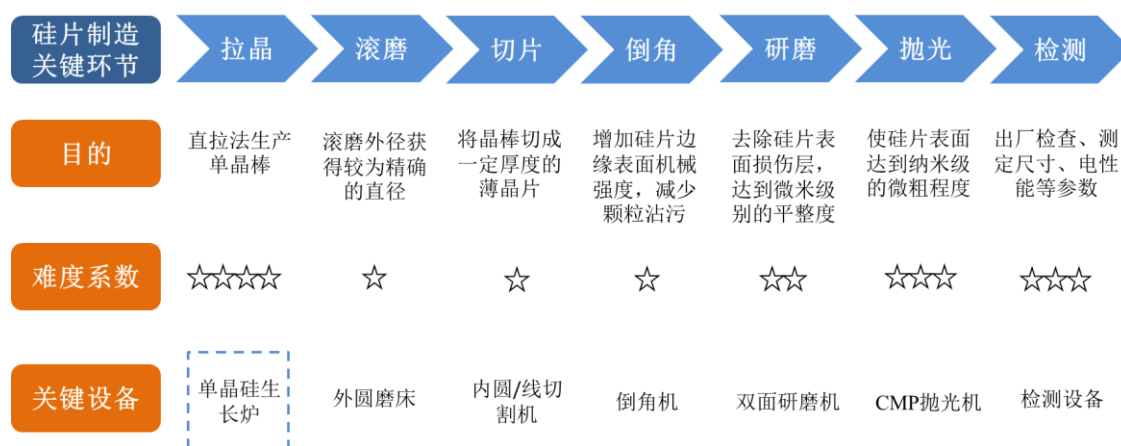 硅片制造
关键环节
拉晶
滚磨
切片
倒角
研磨
抛光
检测
目的
直拉法生产
单晶棒
滚磨外径获
得较为精确
的直径
将晶棒切成
一定厚度的
薄晶片
增加硅片边
缘表面机械
强度，减少
颗粒沾污
去除硅片表
面损伤层，
达到微米级
别的平整度
使硅片表面
达到纳米级
的微粗程度
出厂检查、测
定尺寸、电性
能等参数
难度系数
☆☆☆☆
☆
☆
☆
☆☆
☆☆☆
☆☆☆
关键设备
单晶硅生
长炉
外圆磨床
内圆/线切
割机
倒角机
双面研磨机
CMP抛光机
检测设备